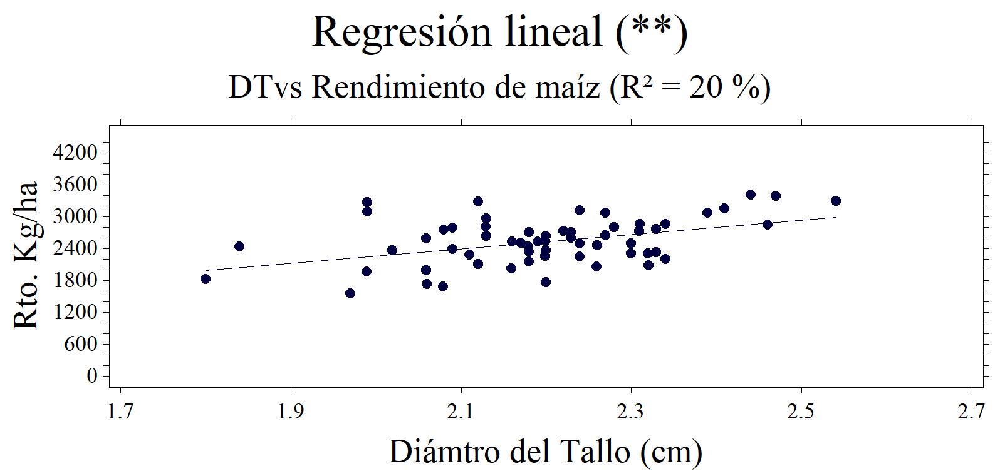 Regresión lineal (**)
DTvs Rendimiento de maíz (R² = 20 %)
Rto. Kg/ha
4200
3600
3000
2400
1800
1200
600
0
1.7 1.9 2.1 2.3 2.5 2.7
Diámtro del Tallo (cm)